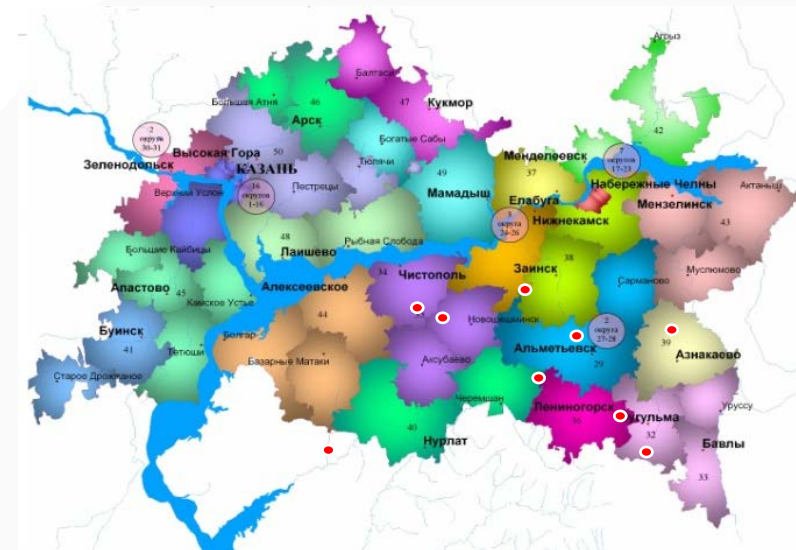 Агрыз
Балтаси
Большая Атня
46
47
Кукмор
Арск
42
2
округа
30-31
Высокая Гора
50
Богатые Сабы
Зеленодольск
КАЗАНЬ
Тюлячи
49
Менделеевск
37
7
округов
17-23
Пестрецы
Мамадыш
Елабуга
Набережные Челны
Актаныш
Верхний Услон
16
округов
1-16
3
округа
24-26
Нижнекамск
Мензелинск
43
48
Рыбная Слобода
Большие Кайбицы
Лаишево
38
Заинск
Муслюмово
34
Чистополь
Сарманово
Апастово
45
Камское Устье
Алексеевское
44
Новошешминск
2
округа
27-28
Буинск
41
Болгар
Альметьевск
39
Азнакаево
Тетюши
Базарные Матаки
Аксубаево
29
Старое Дрожжаное
Черемшан
Лениногорск
Уруссу
40
32
Нурлат
Бавлы
33